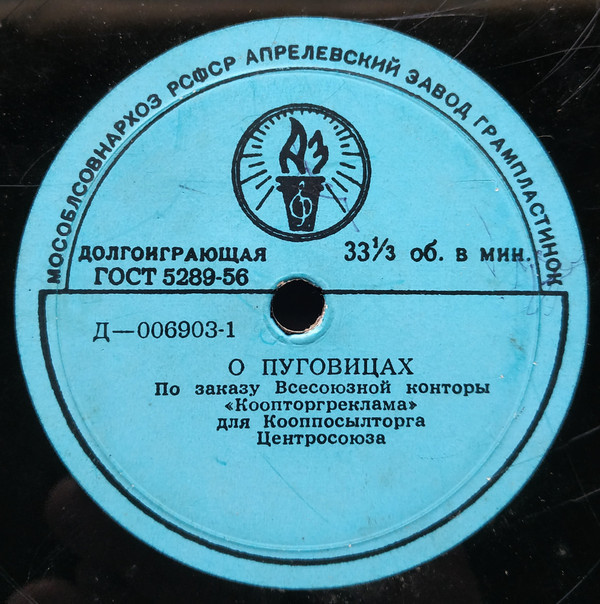 МОСОБЛСОВНАРХОЗ РСФСР АПРЕЛЕВСКИЙ ЗАВОД ГРАМПЛАСТИНОК
АЗ
ДОЛГОИГРАЮЩАЯ 33⅓ об. в мин.
ГОСТ 5289-56
Д—006903-1
О ПУГОВИЦАХ
По заказу Всесоюзной конторы
«Коопторгреклама»
для Кооппосылторга
Центросоюза